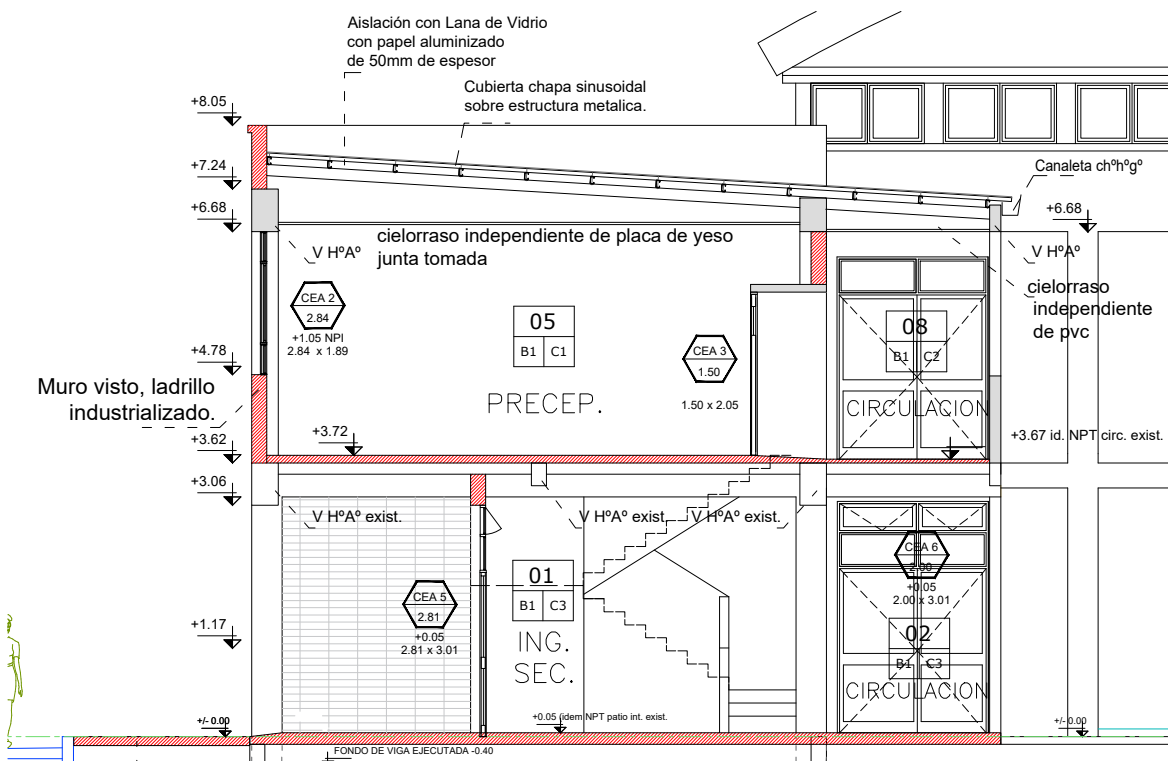 Aislación con Lana de Vidrio
con papel aluminizado
de 50mm de espesor
Cubierta chapa sinusoidal
sobre estructura metalica.
+8.05
+7.24
Canaleta chºhºgº
+6.68
+6.68
cielorraso independiente de placa de yeso
junta tomada
V HºAº
V HºAº
cielorraso
independiente
de pvc
CEA 2
2.84
+1.05 NPI
2.84 x 1.89
05
B1 C1
PRECEP.
CEA 3
1.50
1.50 x 2.05
08
B1 C2
CIRCULACION
+4.78
Muro visto, ladrillo
industrializado.
+3.72
+3.62
+3.67 id. NPT circ. exist.
+3.06
V HºAº exist.
V HºAº exist.
V HºAº exist.
CEA 6
2.00
+0.05
2.00 x 3.01
01
B1 C3
ING.
SEC.
CEA 5
2.81
+0.05
2.81 x 3.01
+1.17
02
B1 C3
CIRCULACION
+/- 0.00
+0.05 (idem NPT patio int. exist.
+/- 0.00
FONDO DE VIGA EJECUTADA -0.40